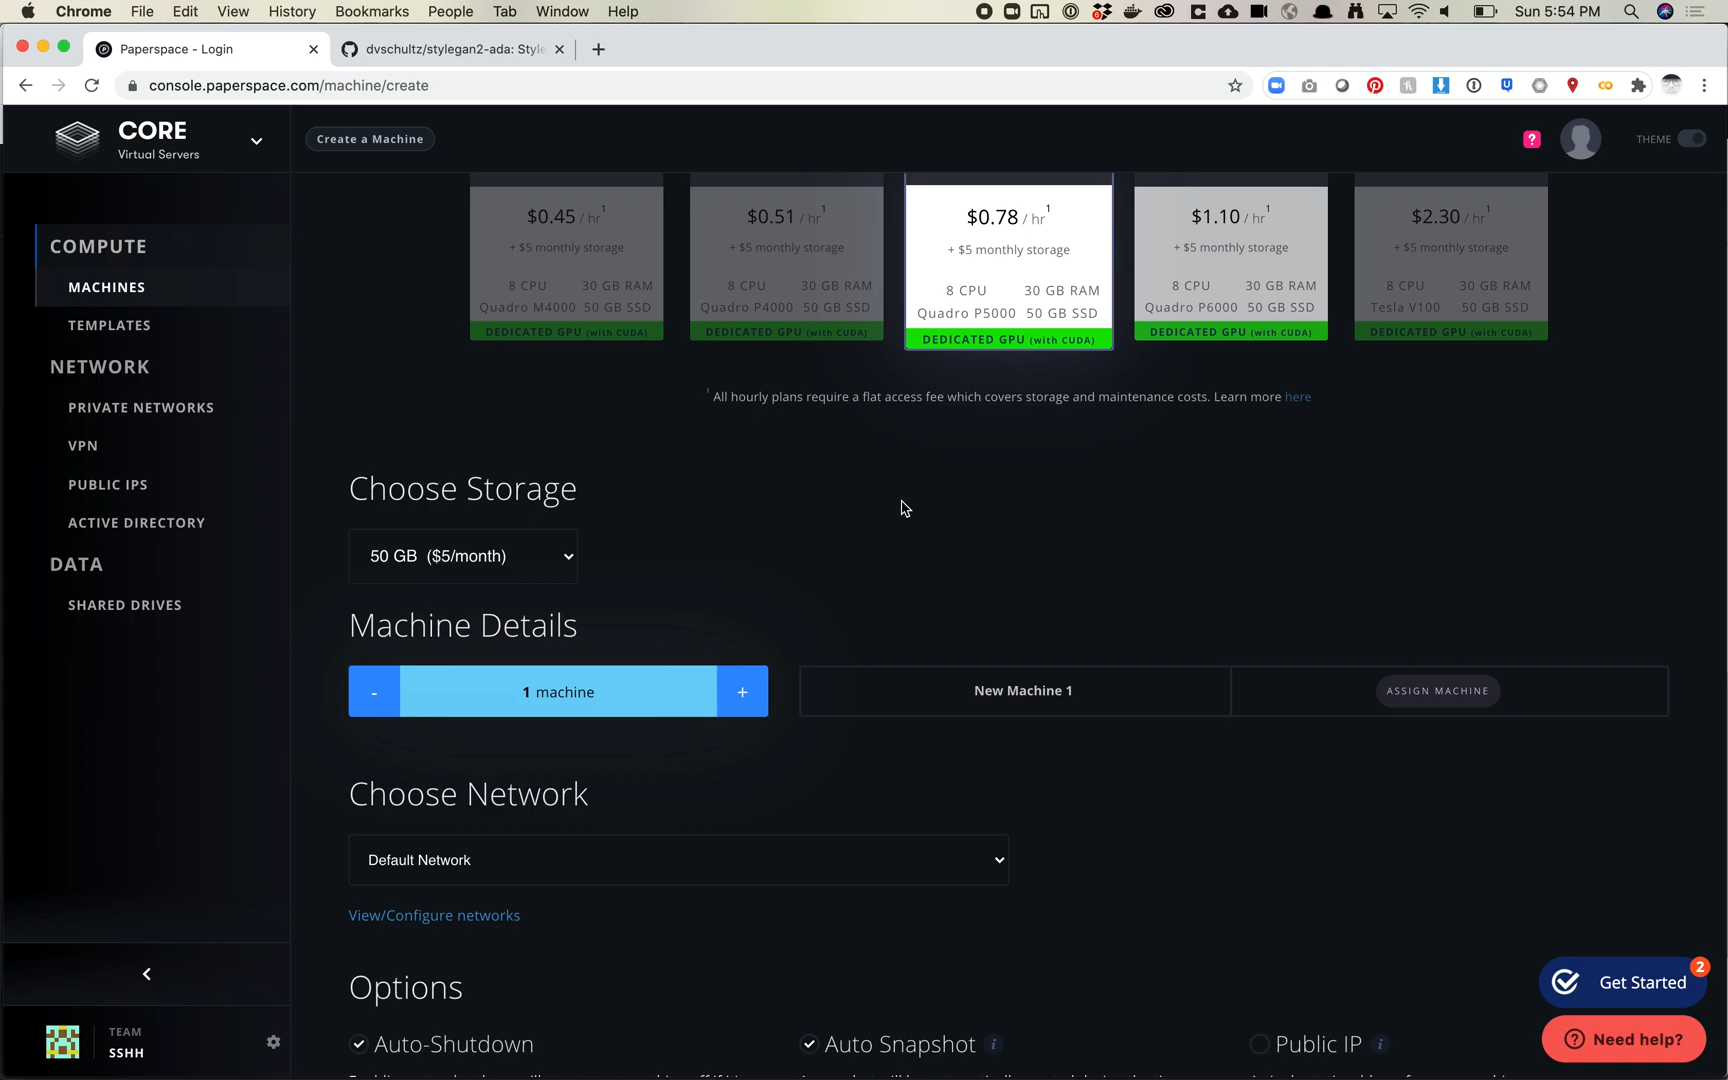 Chrome File Edit View History Bookmarks People Tab Window Help Sun 5:54 PM
Paperspace - Login dvschultz/stylegan2-ada: Style
console.paperspace.com/machine/create
CORE
Virtual Servers
Create a Machine
?
THEME
COMPUTE
MACHINES
TEMPLATES
NETWORK
PRIVATE NETWORKS
VPN
PUBLIC IPS
ACTIVE DIRECTORY
DATA
SHARED DRIVES
TEAM
SSHH
$0.45 / hr 1
+ $5 monthly storage
8 CPU 30 GB RAM
Quadro M4000 50 GB SSD
DEDICATED GPU (with CUDA)
$0.51 / hr 1
+ $5 monthly storage
8 CPU 30 GB RAM
Quadro P4000 50 GB SSD
DEDICATED GPU (with CUDA)
$0.78 / hr 1
+ $5 monthly storage
8 CPU 30 GB RAM
Quadro P5000 50 GB SSD
DEDICATED GPU (with CUDA)
$1.10 / hr 1
+ $5 monthly storage
8 CPU 30 GB RAM
Quadro P6000 50 GB SSD
DEDICATED GPU (with CUDA)
$2.30 / hr 1
+ $5 monthly storage
8 CPU 30 GB RAM
Tesla V100 50 GB SSD
DEDICATED GPU (with CUDA)
1 All hourly plans require a flat access fee which covers storage and maintenance costs. Learn more here
Choose Storage
50 GB ($5/month)
Machine Details
- 1 machine +
New Machine 1
ASSIGN MACHINE
Choose Network
Default Network
View/Configure networks
Options
Auto-Shutdown
Auto Snapshot i
Public IP i
Get Started
2
? Need help?